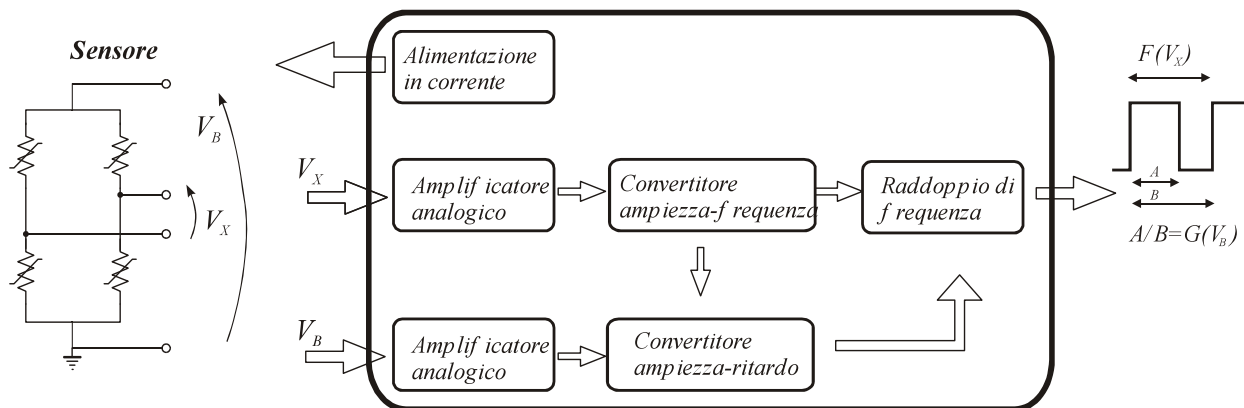 Sensore
V_B
V_X
Alimentazione
in corrente
V_X
Amplif icatore
analogico
Convertitore
ampiezza-f requenza
Raddoppio di
f requenza
V_B
Amplif icatore
analogico
Convertitore
ampiezza-ritardo
F(V_X)
A
B
A/B=G(V_B)